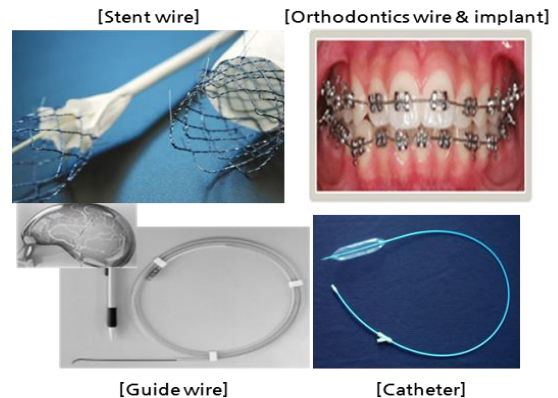 [Stent wire]
[Orthodontics wire & implant]
[Guide wire]
[Catheter]